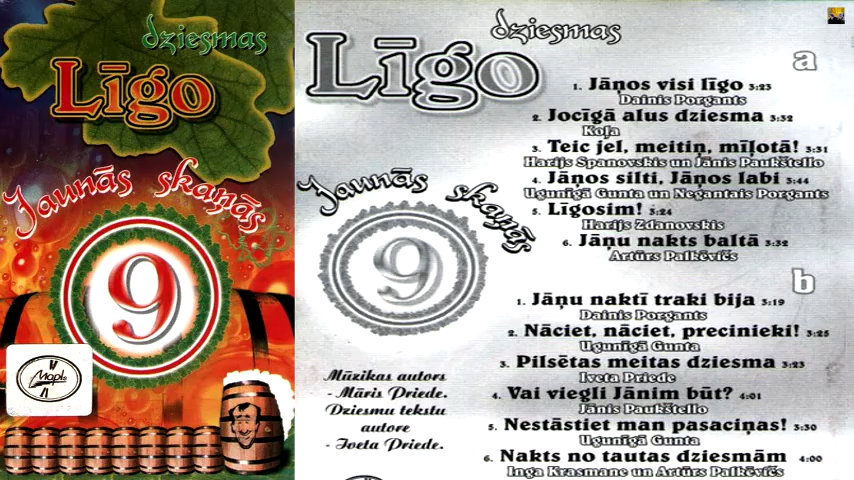 dziesmas
Līgo
Jaunās skaņās
9
Mapl
dziesmas
Līgo
Jaunās skaņās
9
Mūzikas autors
- Māris Priede.
Dziesmu tekstu
autore
- Iveta Priede.
a
1. Jāņos visi līgo 3:23
Dainis Porgants
2. Jocīgā alus dziesma 3:32
Koļa
3. Teic jel, meitiņ, mīļotā! 3:31
Harijs Spanovskis un Jānis Paukštello
4. Jāņos silti, Jāņos labi 3:44
Ugunīgā Gunta un Negantais Porgants
5. Līgosim! 3:24
Harijs Zdanovskis
6. Jāņu nakts baltā 3:32
Artūrs Palkēvičs
b
1. Jāņu naktī traki bija 3:19
Dainis Porgants
2. Nāciet, nāciet, precinieki! 3:25
Ugunīgā Gunta
3. Pilsētas meitas dziesma 3:23
Iveta Priede
4. Vai viegli Jānim būt? 4:01
Jānis Paukštello
5. Nestāstiet man pasaciņas! 3:30
Ugunīgā Gunta
6. Nakts no tautas dziesmām 4:00
Inga Krasmane un Artūrs Palkēvičs